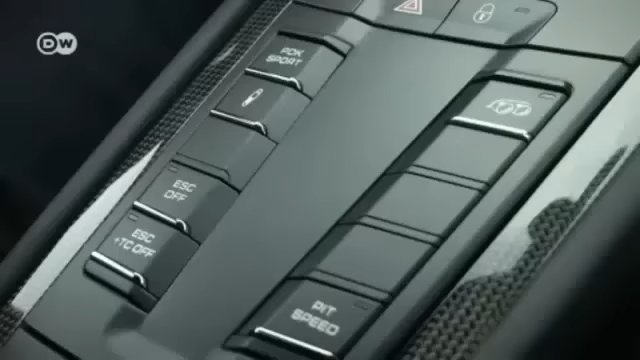 DW
PDK
SPORT
ESC
OFF
ESC
+TC OFF
PIT
SPEED